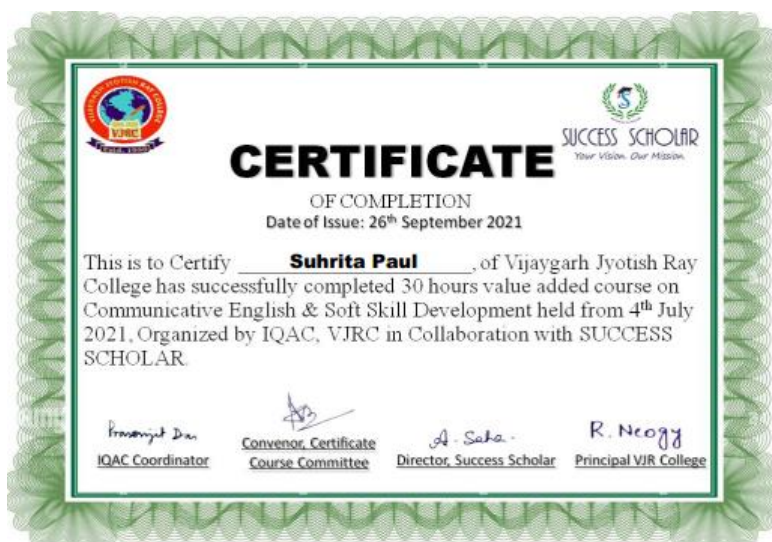 VIJAYGARH JYOTISH RAY COLLEGE
VJRC
Estd.
SUCCESS SCHOLAR
Your Vision. Our Mission.
CERTIFICATE
OF COMPLETION
Date of Issue: 26th September 2021
This is to Certify Suhrita Paul, of Vijaygarh Jyotish Ray
College has successfully completed 30 hours value added course on
Communicative English & Soft Skill Development held from 4th July
2021, Organized by IQAC, VJRC in Collaboration with SUCCESS
SCHOLAR.
Prosenjit Das
A. Saha.
R. Neogy
IQAC Coordinator
Convenor, Certificate
Course Committee
Director, Success Scholar
Principal VJR College